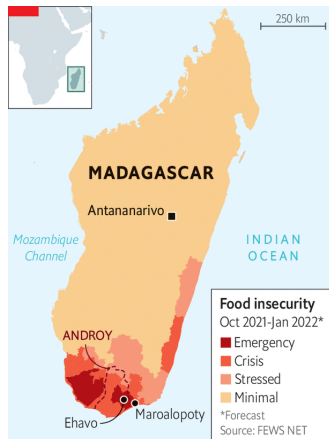 250 km
MADAGASCAR
Antananarivo
Mozambique
Channel
INDIAN
OCEAN
ANDROY
Ehavo
Maroalopoty
Food insecurity
Oct 2021-Jan 2022*
Emergency
Crisis
Stressed
Minimal
*Forecast
Source: FEWS NET